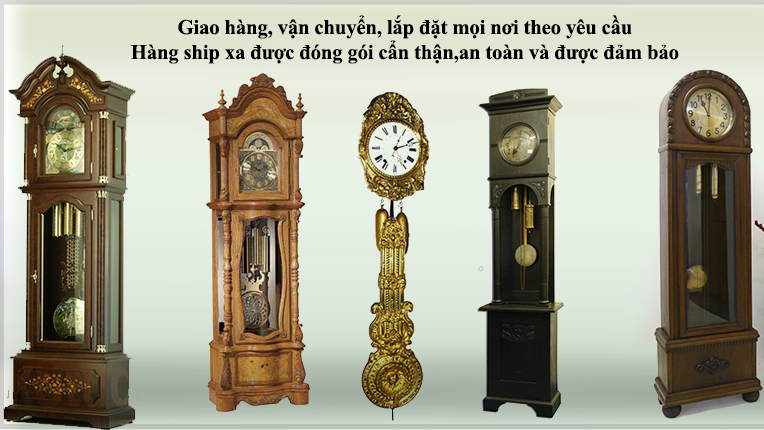 Giao hàng, vận chuyển, lắp đặt mọi nơi theo yêu cầu
Hàng ship xa được đóng gói cẩn thận,an toàn và được đảm bảo